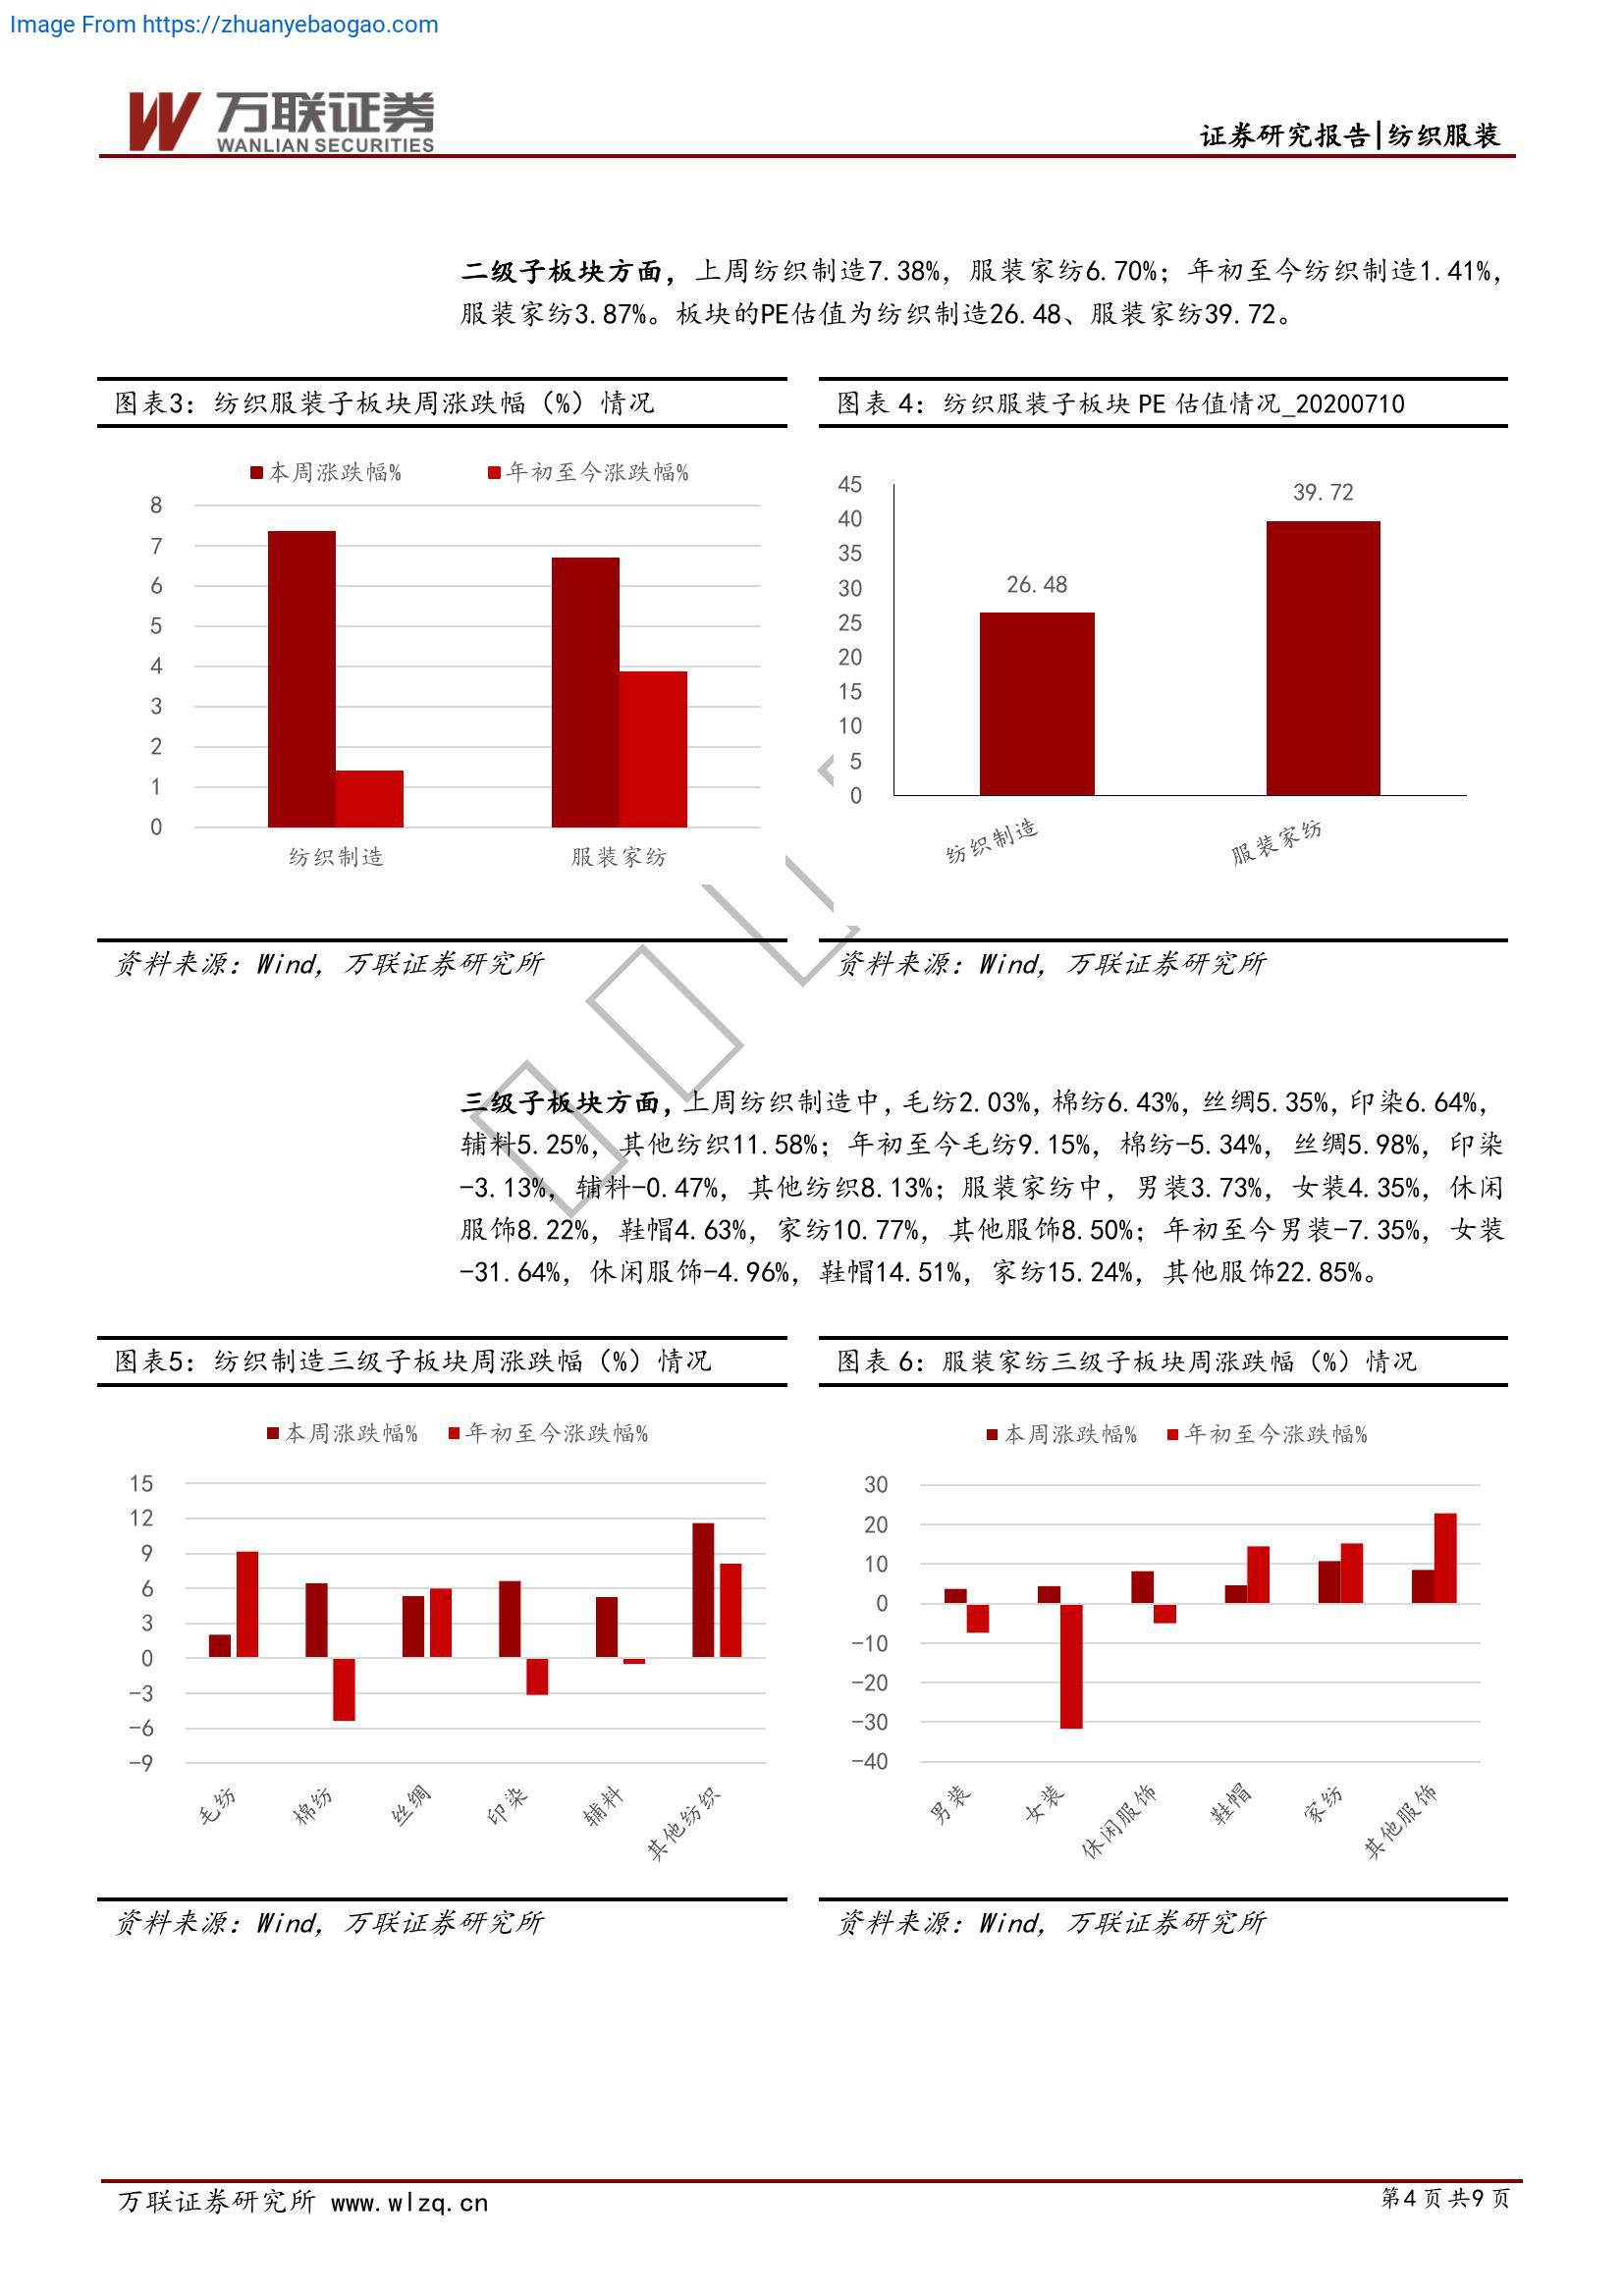 Image From https://zhuanyebaogao.com
万联证券
WANLIAN SECURITIES
证券研究报告|纺织服装
二级子板块方面，上周纺织制造7.38%，服装家纺6.70%；年初至今纺织制造1.41%，
服装家纺3.87%。板块的PE估值为纺织制造26.48、服装家纺39.72。
图表3：纺织服装子板块周涨跌幅（%）情况
本周涨跌幅%
年初至今涨跌幅%
8
7
6
5
4
3
2
1
0
纺织制造
服装家纺
资料来源：Wind，万联证券研究所
图表 4：纺织服装子板块 PE 估值情况_20200710
45
40
35
30
25
20
15
10
5
0
26.48
39.72
纺织制造
服装家纺
资料来源：Wind，万联证券研究所
三级子板块方面，上周纺织制造中，毛纺2.03%，棉纺6.43%，丝绸5.35%，印染6.64%，
辅料5.25%，其他纺织11.58%；年初至今毛纺9.15%，棉纺-5.34%，丝绸5.98%，印染
-3.13%，辅料-0.47%，其他纺织8.13%；服装家纺中，男装3.73%，女装4.35%，休闲
服饰8.22%，鞋帽4.63%，家纺10.77%，其他服饰8.50%；年初至今男装-7.35%，女装
-31.64%，休闲服饰-4.96%，鞋帽14.51%，家纺15.24%，其他服饰22.85%。
图表5：纺织制造三级子板块周涨跌幅（%）情况
本周涨跌幅%
年初至今涨跌幅%
15
12
9
6
3
0
-3
-6
-9
毛纺
棉纺
丝绸
印染
辅料
其他纺织
资料来源：Wind，万联证券研究所
图表 6：服装家纺三级子板块周涨跌幅（%）情况
本周涨跌幅%
年初至今涨跌幅%
30
20
10
0
-10
-20
-30
-40
男装
女装
休闲服饰
鞋帽
家纺
其他服饰
资料来源：Wind，万联证券研究所
万联证券研究所 www.wlzq.cn
第4页共9页